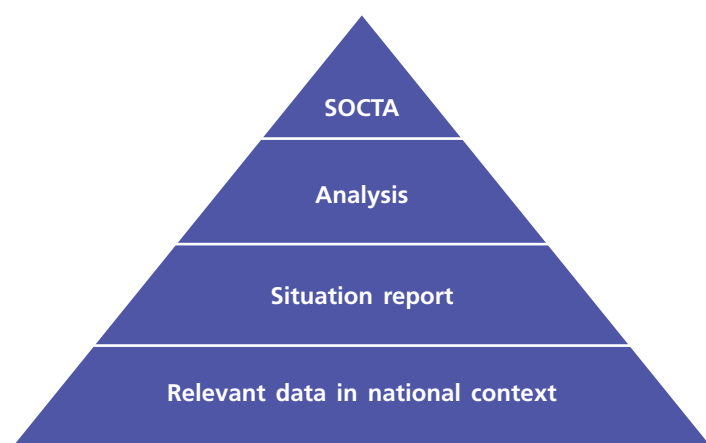 SOCTA
Analysis
Situation report
Relevant data in national context